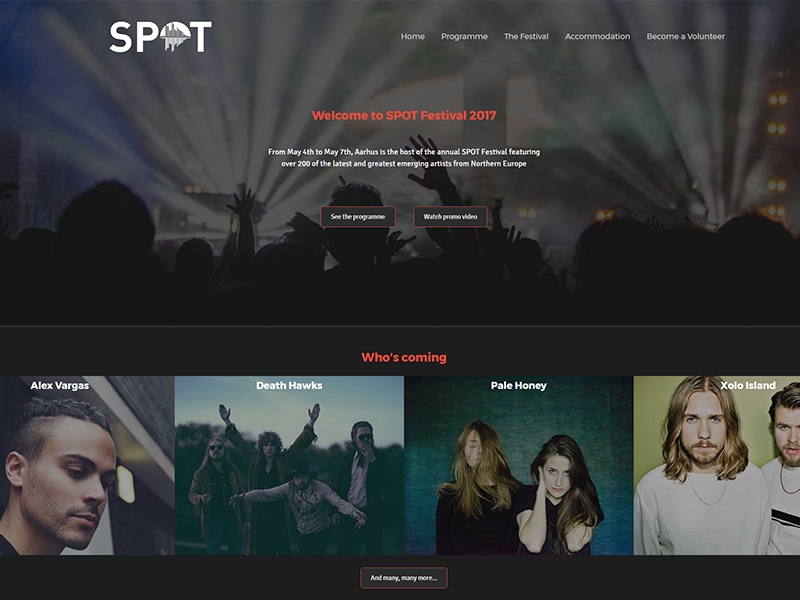 SPOT
Home Programme The Festival Accommodation Become a Volunteer
Welcome to SPOT Festival 2017
From May 4th to May 7th, Aarhus is the host of the annual SPOT Festival featuring
over 200 of the latest and greatest emerging artists from Northern Europe
See the programme Watch promo video
Who's coming
Alex Vargas Death Hawks Pale Honey Xolo Island
And many, many more...